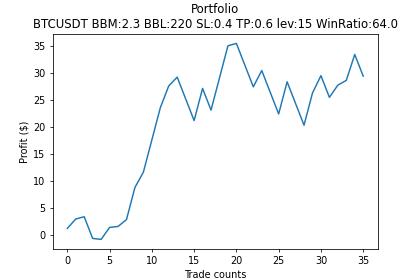 Portfolio
BTCUSDT BBM:2.3 BBL:220 SL:0.4 TP:0.6 lev:15 WinRatio:64.0
35
30
25
20
15
10
5
0
Profit ($)
0 5 10 15 20 25 30 35
Trade counts